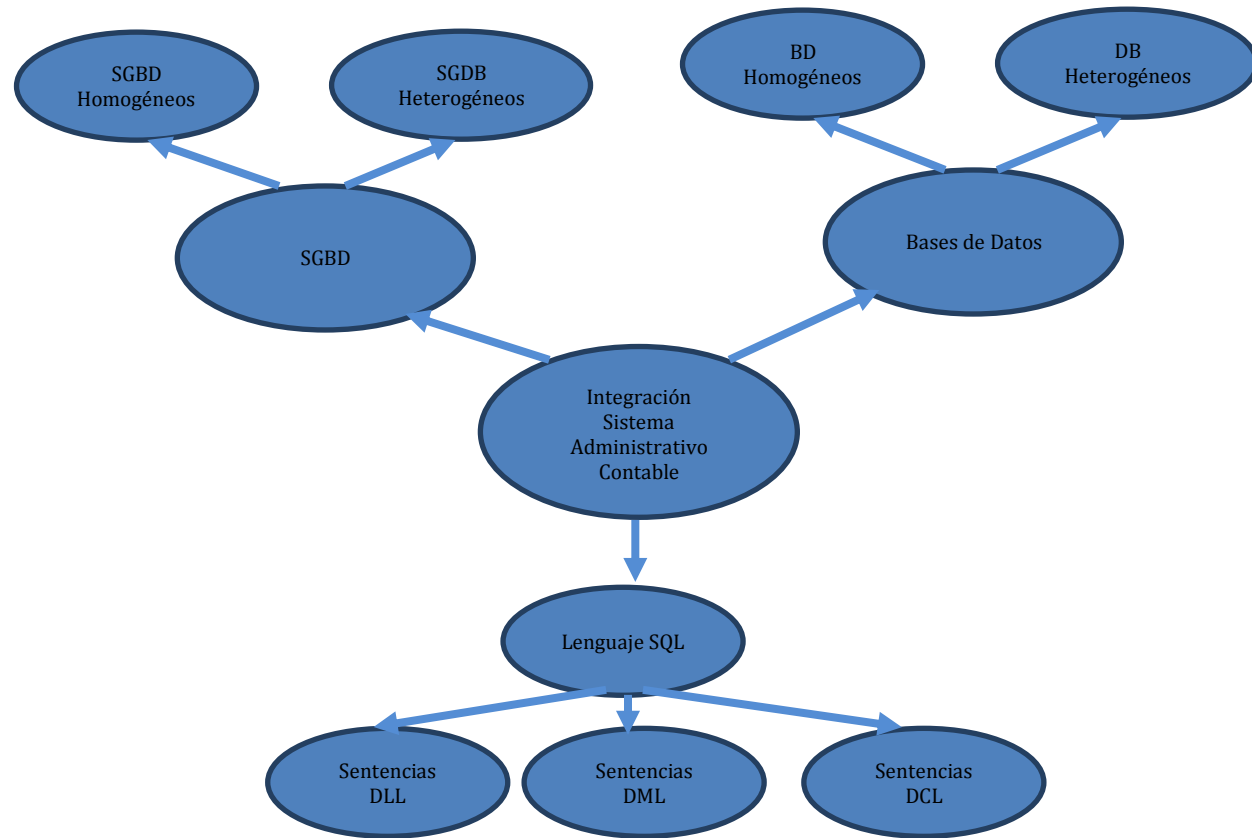 SGBD
Homogéneos
SGDB
Heterogéneos
BD
Homogéneos
DB
Heterogéneos
SGBD
Bases de Datos
Integración
Sistema
Administrativo
Contable
Lenguaje SQL
Sentencias
DLL
Sentencias
DML
Sentencias
DCL